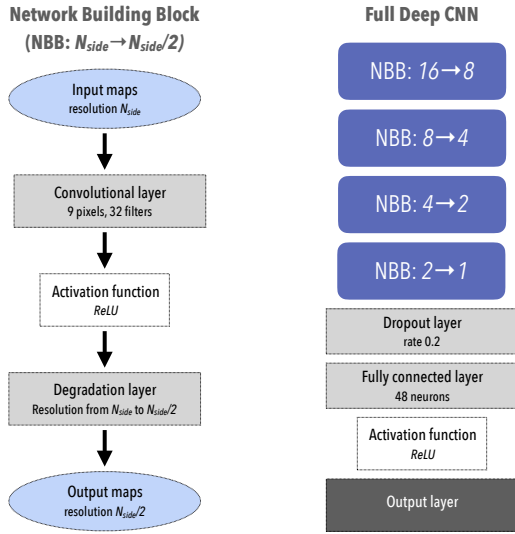 Network Building Block
(NBB: Nside→Nside/2)
Input maps
resolution Nside
Convolutional layer
9 pixels, 32 filters
Activation function
ReLU
Degradation layer
Resolution from Nside to Nside/2
Output maps
resolution Nside/2
Full Deep CNN
NBB: 16→8
NBB: 8→4
NBB: 4→2
NBB: 2→1
Dropout layer
rate 0.2
Fully connected layer
48 neurons
Activation function
ReLU
Output layer